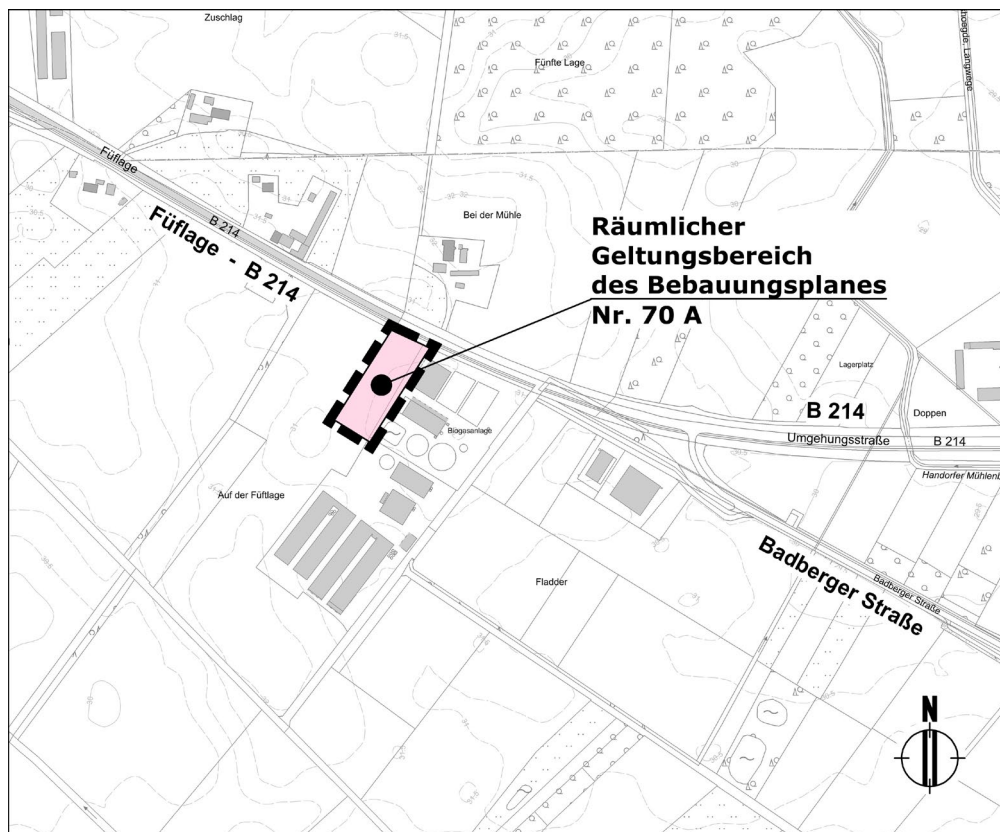 Zuschlag
Fünfte Lage
Füflage
B 214
Füflage - B 214
Bei der Mühle
Räumlicher
Geltungsbereich
des Bebauungsplanes
Nr. 70 A
Lagerplatz
B 214
Doppen
Umgehungsstraße
B 214
Biogasanlage
Auf der Füftlage
Fladder
Badberger Straße
Badberger Straße
N